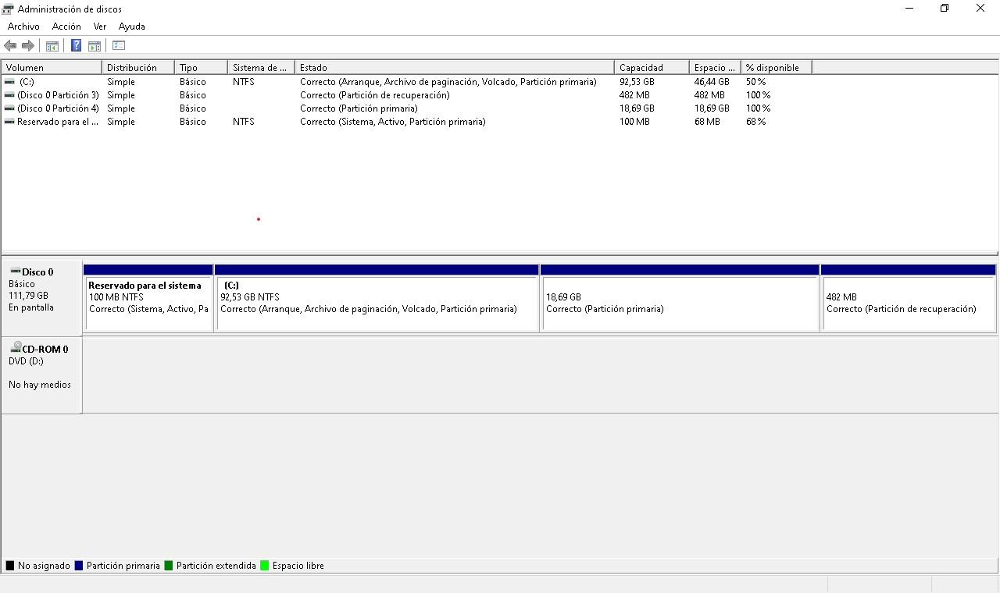 Administración de discos
Archivo Acción Ver Ayuda
Volumen Distribución Tipo Sistema de ... Estado Capacidad Espacio ... % disponible
(C:) Simple Básico NTFS Correcto (Arranque, Archivo de paginación, Volcado, Partición primaria) 92,53 GB 46,44 GB 50 %
(Disco 0 Partición 3) Simple Básico Correcto (Partición de recuperación) 482 MB 482 MB 100 %
(Disco 0 Partición 4) Simple Básico Correcto (Partición primaria) 18,69 GB 18,69 GB 100 %
Reservado para el ... Simple Básico NTFS Correcto (Sistema, Activo, Partición primaria) 100 MB 68 MB 68 %
Disco 0
Básico
111,79 GB
En pantalla
Reservado para el sistema
100 MB NTFS
Correcto (Sistema, Activo, Pa
(C:)
92,53 GB NTFS
Correcto (Arranque, Archivo de paginación, Volcado, Partición primaria)
18,69 GB
Correcto (Partición primaria)
482 MB
Correcto (Partición de recuperación)
CD-ROM 0
DVD (D:)
No hay medios
No asignado Partición primaria Partición extendida Espacio libre